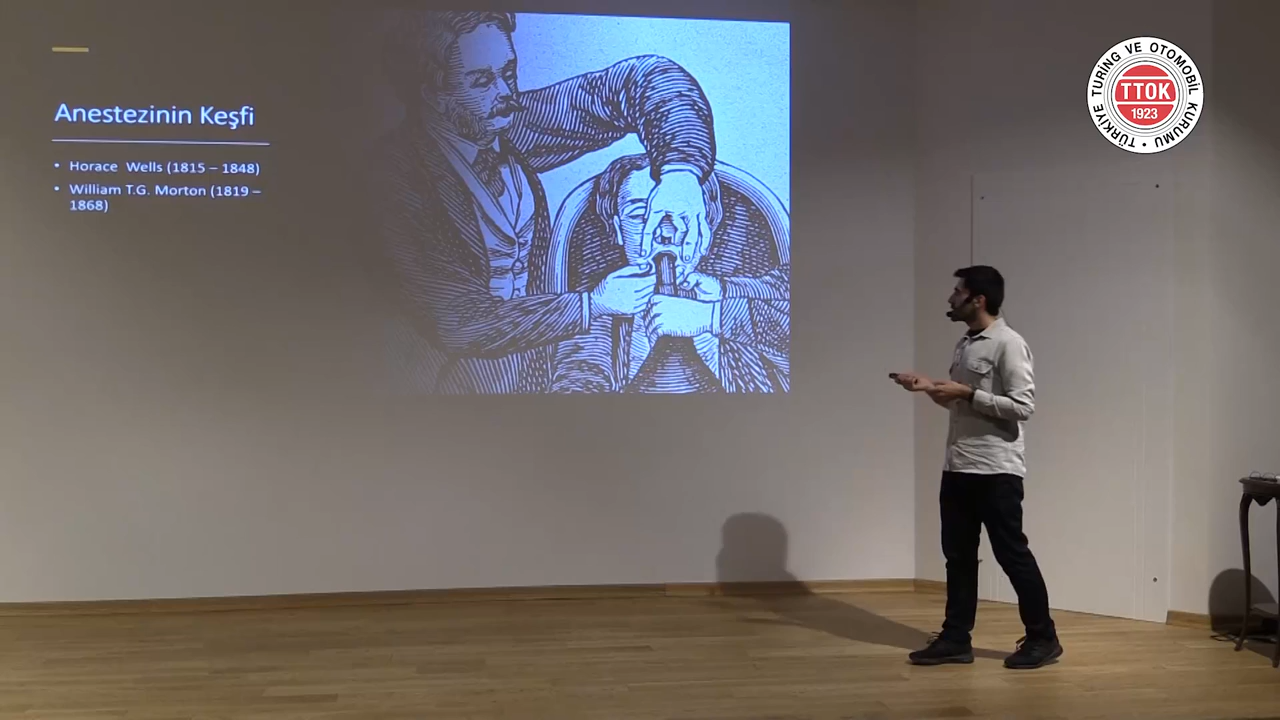 Anestezinin Keşfi
• Horace Wells (1815 – 1848)
• William T.G. Morton (1819 –
1868)
TÜRKİYE TURİNG VE OTOMOBİL KURUMU •
TTOK
1923